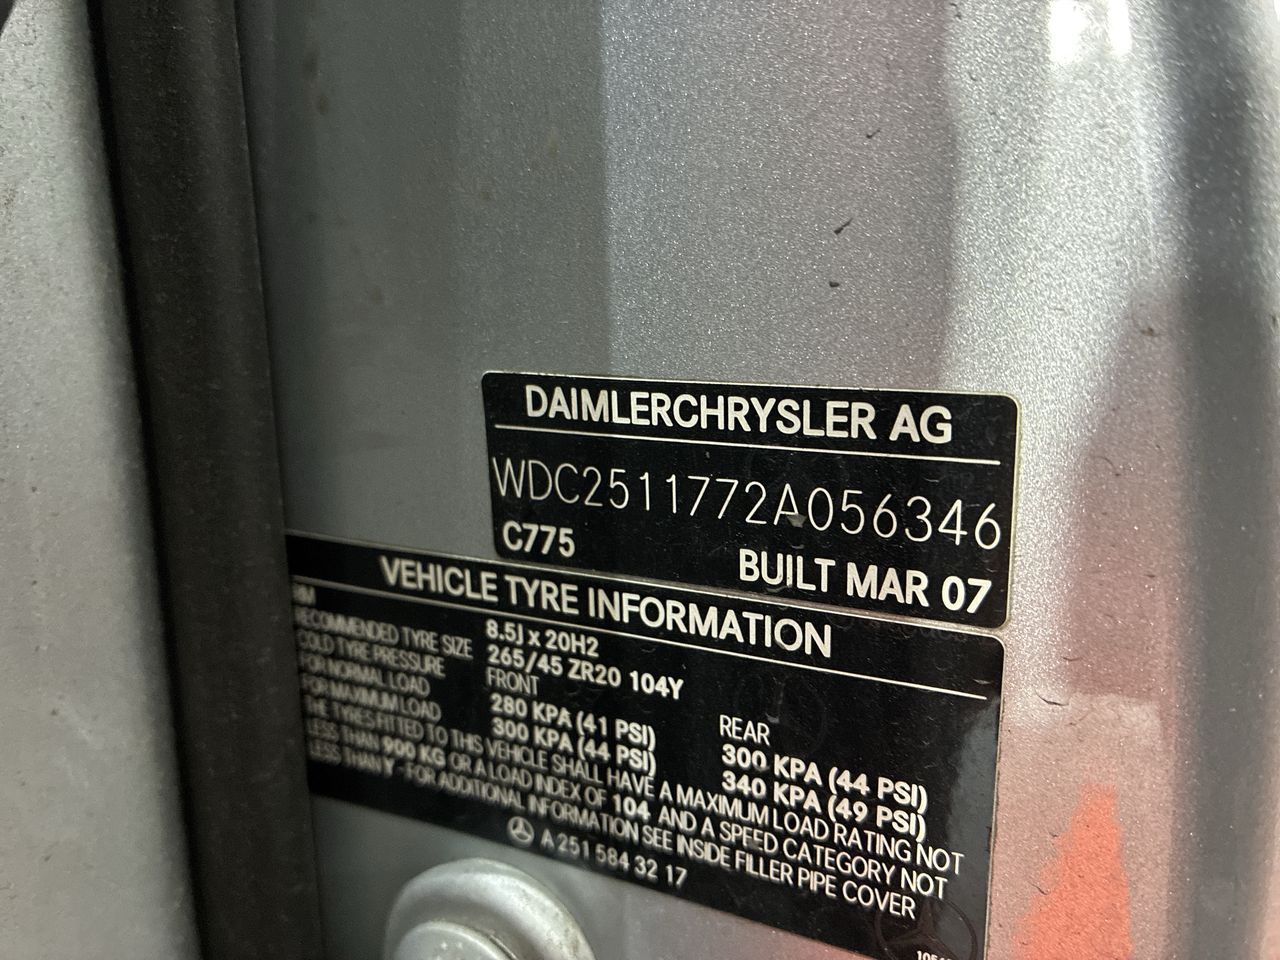 DAIMLERCHRYSLER AG
WDC2511772A056346
C775 BUILT MAR 07
VEHICLE TYRE INFORMATION
RIM 8.5J x 20H2
RECOMMENDED TYRE SIZE 265/45 ZR20 104Y
COLD TYRE PRESSURE FRONT REAR
FOR NORMAL LOAD 280 KPA (41 PSI) 300 KPA (44 PSI)
FOR MAXIMUM LOAD 300 KPA (44 PSI) 340 KPA (49 PSI)
THE TYRES FITTED TO THIS VEHICLE SHALL HAVE A MAXIMUM LOAD RATING NOT
LESS THAN 900 KG OR A LOAD INDEX OF 104 AND A SPEED CATEGORY NOT
LESS THAN Y - FOR ADDITIONAL INFORMATION SEE INSIDE FILLER PIPE COVER
A 251 584 32 17